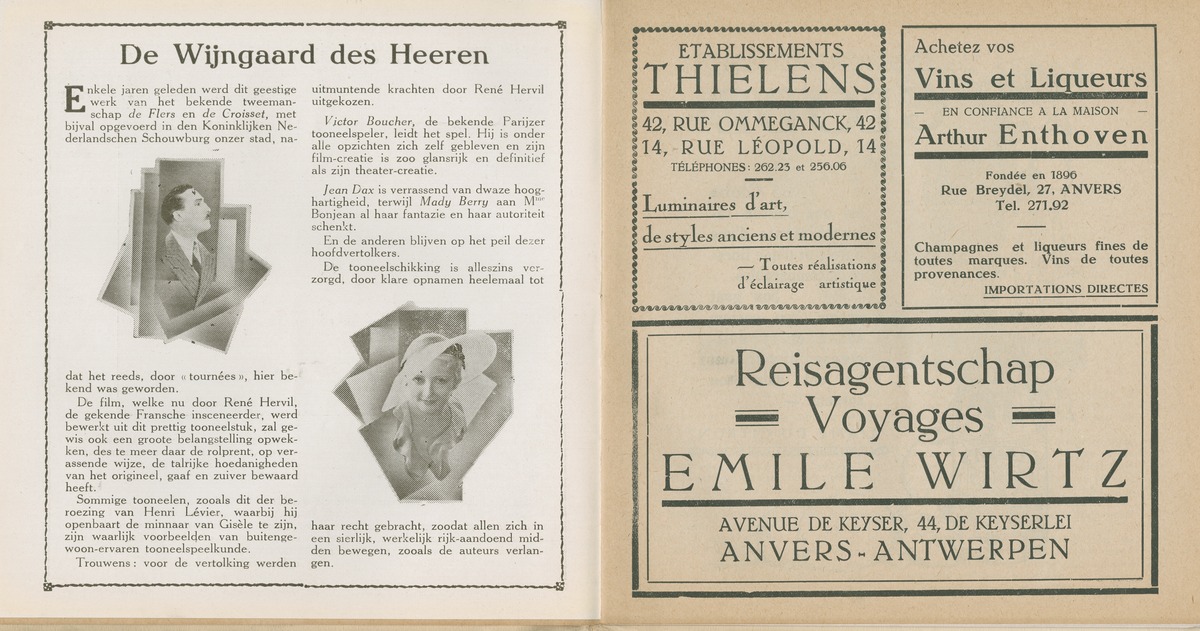 De Wijngaard des Heeren
Enkele jaren geleden werd dit geestige
werk van het bekende tweeman-
schap de Flers en de Croisset, met
bijval opgevoerd in den Koninklijken Ne-
derlandschen Schouwburg onzer stad, na-
dat het reeds, door « tournées », hier be-
kend was geworden.
De film, welke nu door René Hervil,
de gekende Fransche insceneerder, werd
bewerkt uit dit prettig tooneelstuk, zal ge-
wis ook een groote belangstelling opwek-
ken, des te meer daar de rolprent, op ver-
assende wijze, de talrijke hoedanigheden
van het origineel, gaaf en zuiver bewaard
heeft.
Sommige tooneelen, zooals dit der be-
roezing van Henri Lévier, waarbij hij
openbaart de minnaar van Gisèle te zijn,
zijn waarlijk voorbeelden van buitenge-
woon-ervaren tooneelspeelkunde.
Trouwens : voor de vertolking werden
uitmuntende krachten door René Hervil
uitgekozen.
Victor Boucher, de bekende Parijzer
tooneelspeler, leidt het spel. Hij is onder
alle opzichten zich zelf gebleven en zijn
film-creatie is zoo glansrijk en definitief
als zijn theater-creatie.
Jean Dax is verrassend van dwaze hoog-
hartigheid, terwijl Mady Berry aan Mme
Bonjean al haar fantazie en haar autoriteit
schenkt.
En de anderen blijven op het peil dezer
hoofdvertolkers.
De tooneelschikking is alleszins ver-
zorgd, door klare opnamen heelemaal tot
haar recht gebracht, zoodat allen zich in
een sierlijk, werkelijk rijk-aandoend mid-
den bewegen, zooals de auteurs verlan-
gen.
ETABLISSEMENTS
THIELENS
42, RUE OMMEGANCK, 42
14, RUE LÉOPOLD, 14
TÉLÉPHONES : 262.23 et 256.06
Luminaires d'art,
de styles anciens et modernes
— Toutes réalisations
d'éclairage artistique
Achetez vos
Vins et Liqueurs
— EN CONFIANCE A LA MAISON —
Arthur Enthoven
Fondée en 1896
Rue Breydel, 27, ANVERS
Tel. 271.92
Champagnes et liqueurs fines de
toutes marques. Vins de toutes
provenances.
IMPORTATIONS DIRECTES
Reisagentschap
Voyages
EMILE WIRTZ
AVENUE DE KEYSER, 44, DE KEYSERLEI
ANVERS - ANTWERPEN